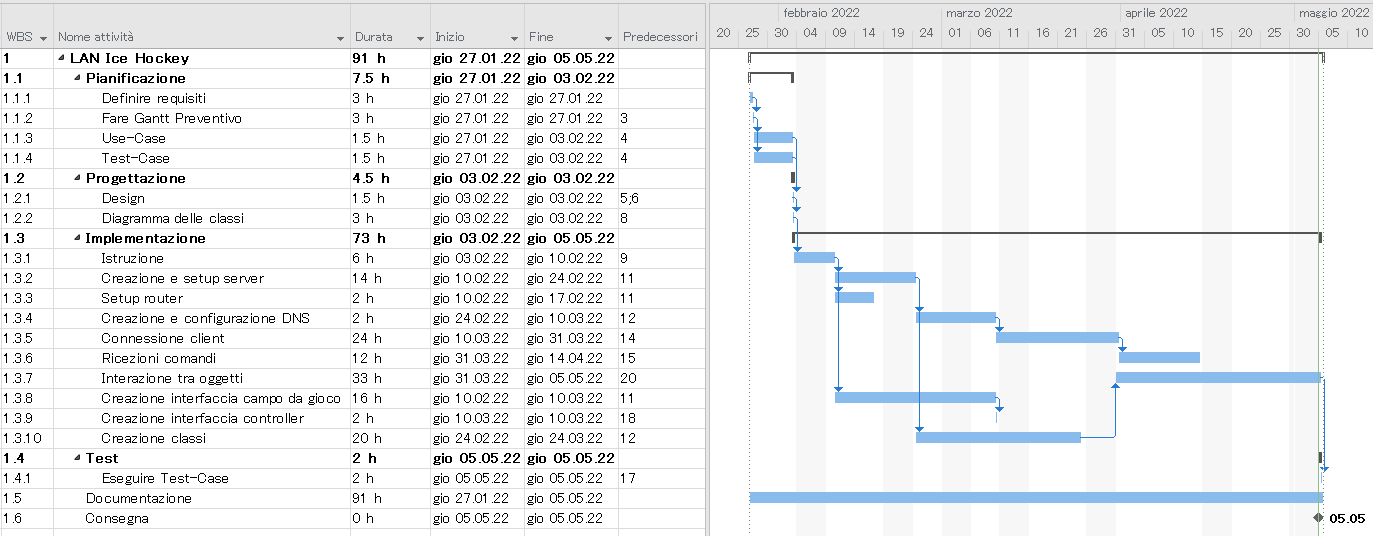 febbraio 2022 marzo 2022 aprile 2022 maggio 2022
WBS Nome attività Durata Inizio Fine Predecessori 20 25 30 04 09 14 19 24 01 06 11 16 21 26 31 05 10 15 20 25 30 05 10
1 LAN Ice Hockey 91 h gio 27.01.22 gio 05.05.22
1.1 Pianificazione 7.5 h gio 27.01.22 gio 03.02.22
1.1.1 Definire requisiti 3 h gio 27.01.22 gio 27.01.22
1.1.2 Fare Gantt Preventivo 3 h gio 27.01.22 gio 27.01.22 3
1.1.3 Use-Case 1.5 h gio 27.01.22 gio 03.02.22 4
1.1.4 Test-Case 1.5 h gio 27.01.22 gio 03.02.22 4
1.2 Progettazione 4.5 h gio 03.02.22 gio 03.02.22
1.2.1 Design 1.5 h gio 03.02.22 gio 03.02.22 5;6
1.2.2 Diagramma delle classi 3 h gio 03.02.22 gio 03.02.22 8
1.3 Implementazione 73 h gio 03.02.22 gio 05.05.22
1.3.1 Istruzione 6 h gio 03.02.22 gio 10.02.22 9
1.3.2 Creazione e setup server 14 h gio 10.02.22 gio 24.02.22 11
1.3.3 Setup router 2 h gio 10.02.22 gio 17.02.22 11
1.3.4 Creazione e configurazione DNS 2 h gio 24.02.22 gio 10.03.22 12
1.3.5 Connessione client 24 h gio 10.03.22 gio 31.03.22 14
1.3.6 Ricezioni comandi 12 h gio 31.03.22 gio 14.04.22 15
1.3.7 Interazione tra oggetti 33 h gio 31.03.22 gio 05.05.22 20
1.3.8 Creazione interfaccia campo da gioco 16 h gio 10.02.22 gio 10.03.22 11
1.3.9 Creazione interfaccia controller 2 h gio 10.03.22 gio 10.03.22 18
1.3.10 Creazione classi 20 h gio 24.02.22 gio 24.03.22 12
1.4 Test 2 h gio 05.05.22 gio 05.05.22
1.4.1 Eseguire Test-Case 2 h gio 05.05.22 gio 05.05.22 17
1.5 Documentazione 91 h gio 27.01.22 gio 05.05.22
1.6 Consegna 0 h gio 05.05.22 gio 05.05.22 05.05